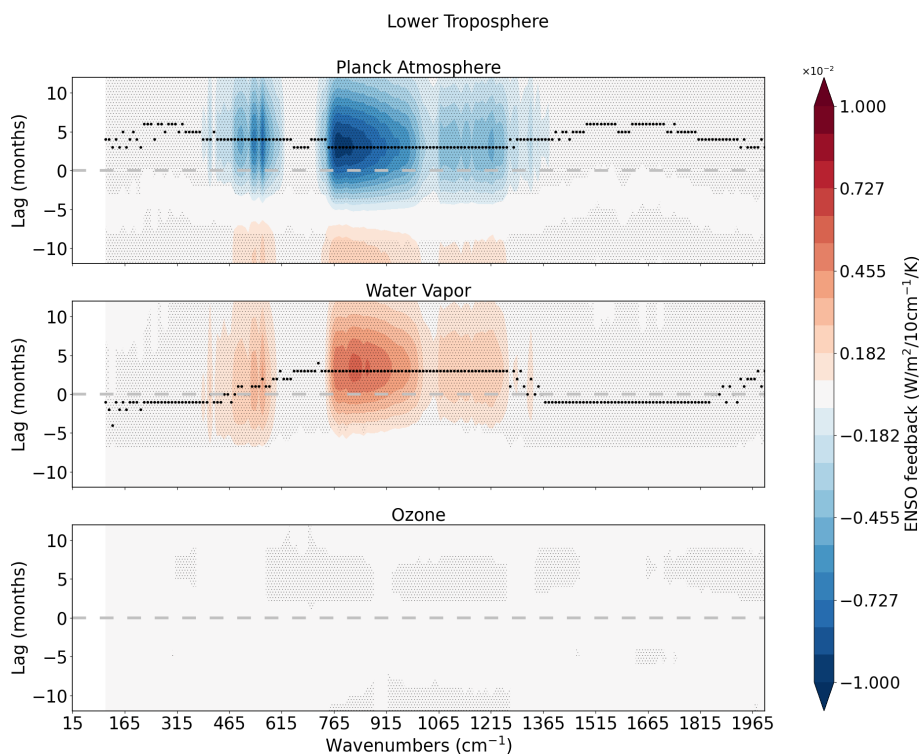 Lower Troposphere
Planck Atmosphere
Lag (months)
10
5
0
−5
−10
Water Vapor
Lag (months)
10
5
0
−5
−10
Ozone
Lag (months)
10
5
0
−5
−10
15 165 315 465 615 765 915 1065 1215 1365 1515 1665 1815 1965
Wavenumbers (cm⁻¹)
×10⁻²
1.000
0.727
0.455
0.182
−0.182
−0.455
−0.727
−1.000
ENSO feedback (W/m²/10cm⁻¹/K)